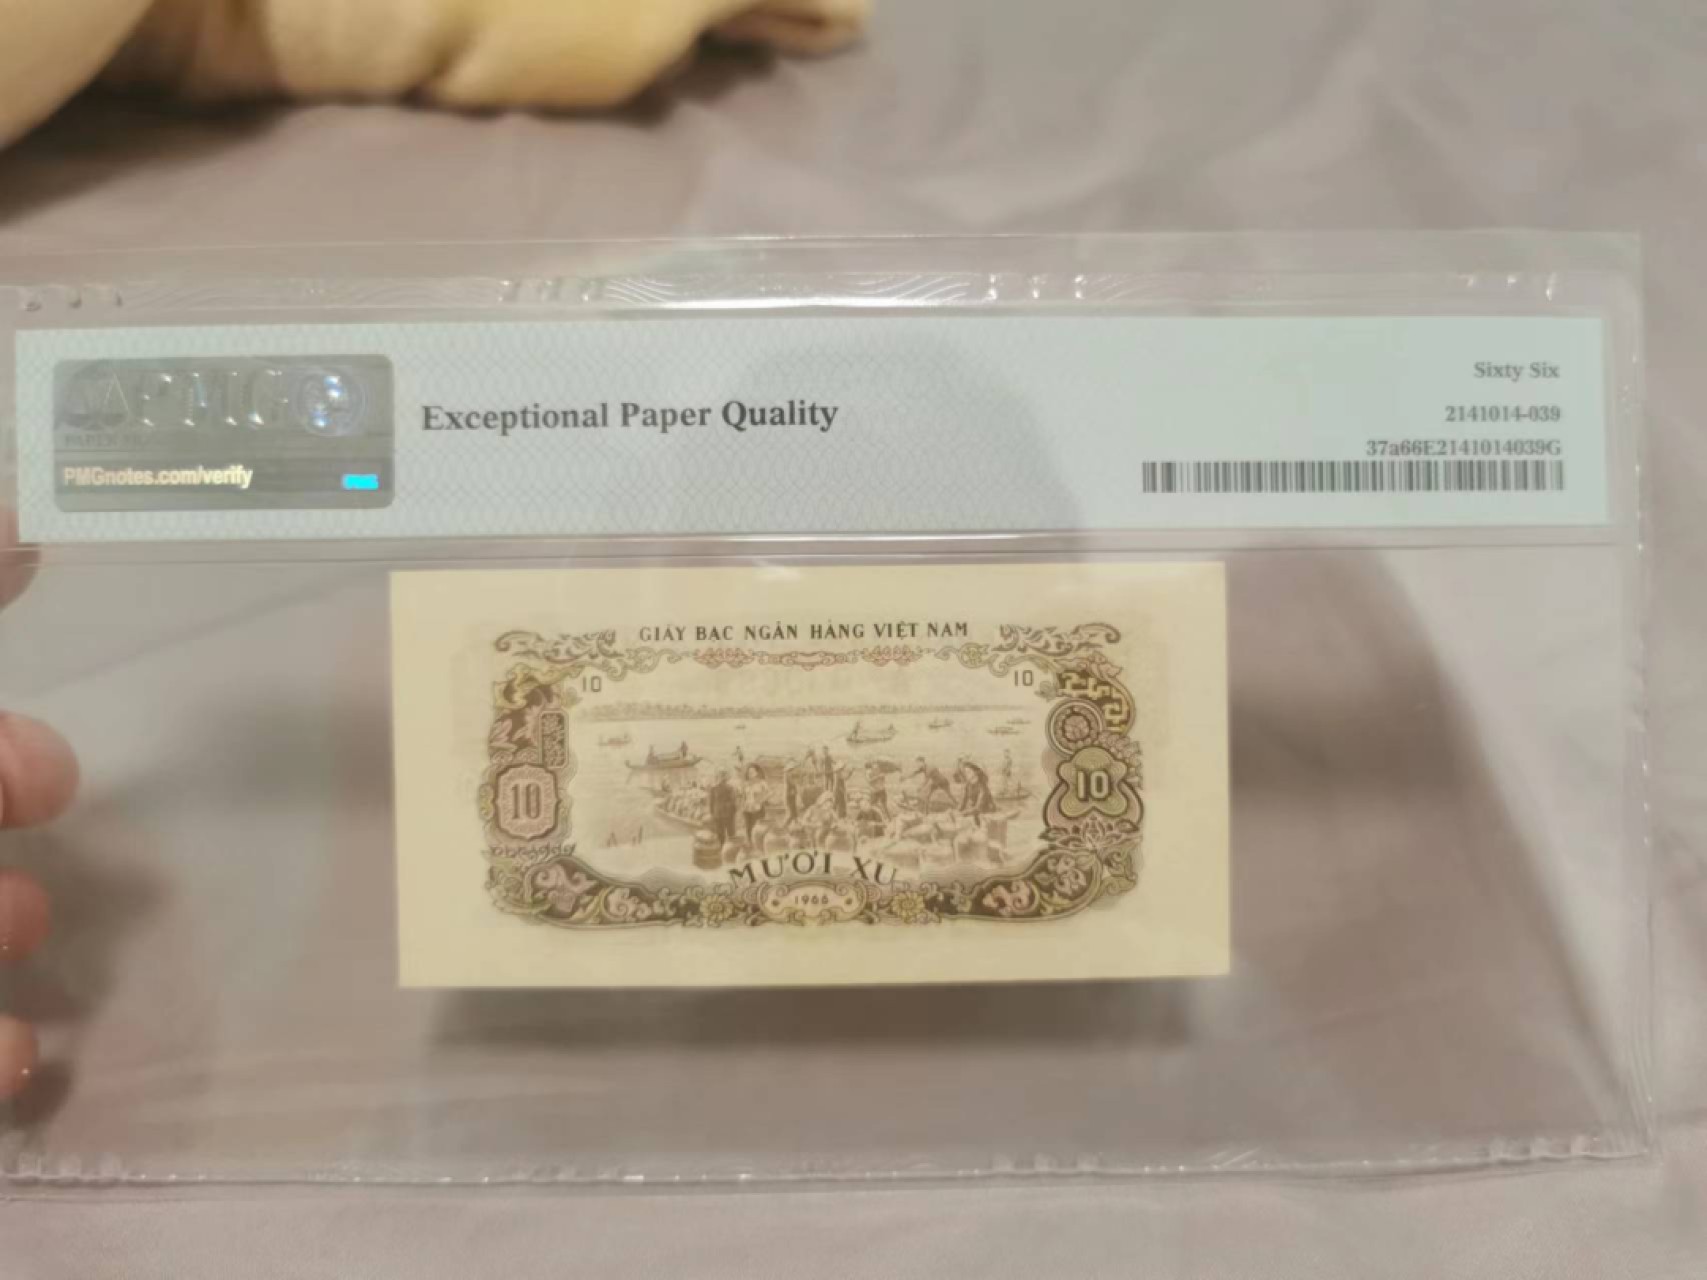 PMG
PMGnotes.com/verify
Exceptional Paper Quality
Sixty Six
2141014-039
37a66E2141014039G
GIẤY BẠC NGÂN HÀNG VIỆT NAM
10
10
10
10
MƯỜI XU
1966